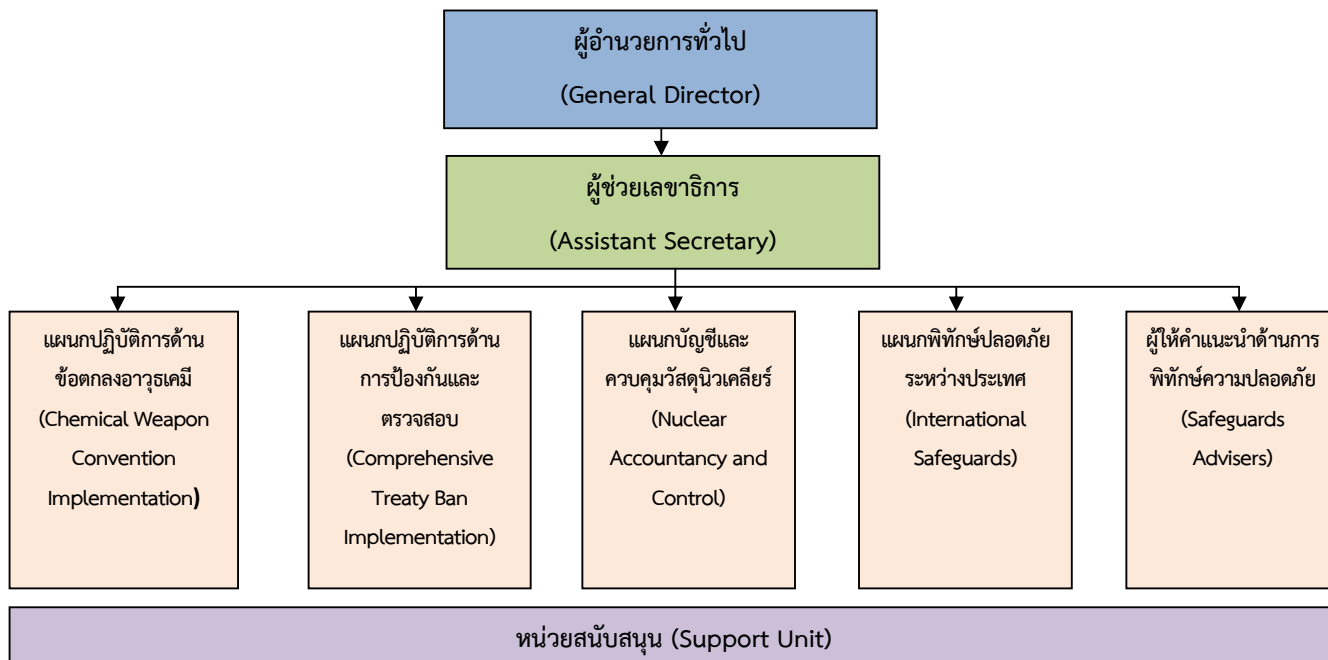 ผู้อำนวยการทั่วไป
(General Director)
ผู้ช่วยเลขาธิการ
(Assistant Secretary)
แผนกปฏิบัติการด้าน
ข้อตกลงอาวุธเคมี
(Chemical Weapon
Convention
Implementation)
แผนกปฏิบัติการด้าน
การป้องกันและ
ตรวจสอบ
(Comprehensive
Treaty Ban
Implementation)
แผนกบัญชีและ
ควบคุมวัสดุนิวเคลียร์
(Nuclear
Accountancy and
Control)
แผนกพิทักษ์ปลอดภัย
ระหว่างประเทศ
(International
Safeguards)
ผู้ให้คำแนะนำด้านการ
พิทักษ์ความปลอดภัย
(Safeguards
Advisers)
หน่วยสนับสนุน (Support Unit)